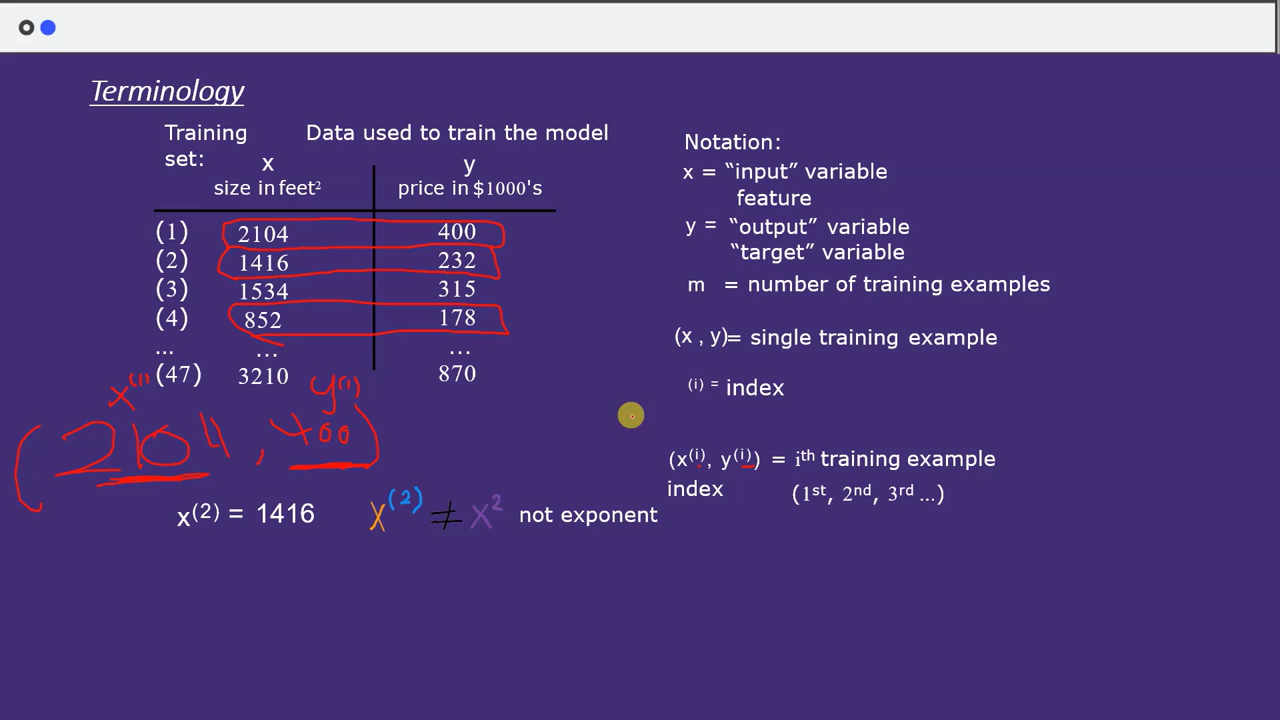 Terminology
Training set: Data used to train the model
x y
size in feet² price in $1000's
(1) 2104 400
(2) 1416 232
(3) 1534 315
(4) 852 178
... ... ...
(47) 3210 870
x⁽¹⁾ y⁽¹⁾
(2104, 400)
x⁽²⁾ = 1416 x⁽²⁾ ≠ x² not exponent
Notation:
x = “input” variable
feature
y = “output” variable
“target” variable
m = number of training examples
(x , y)= single training example
⁽ⁱ⁾ = index
(x⁽ⁱ⁾, y⁽ⁱ⁾) = iᵗʰ training example
index (1ˢᵗ, 2ⁿᵈ, 3ʳᵈ ...)